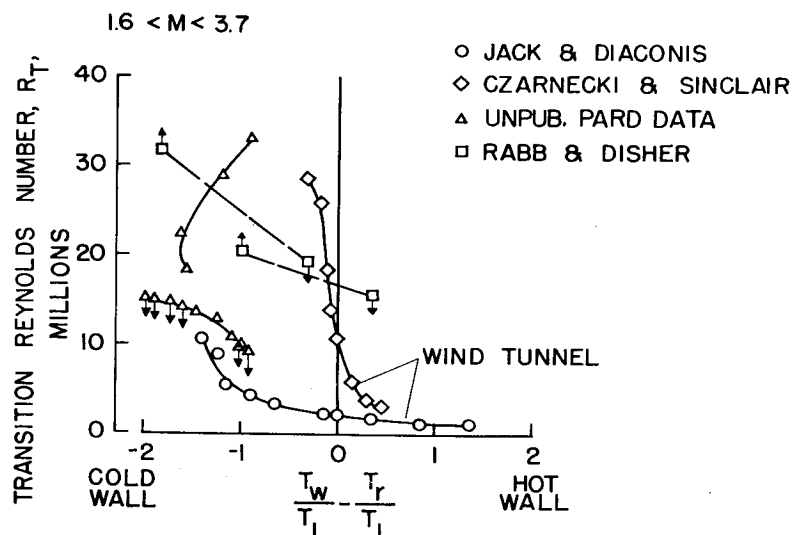 1.6 < M < 3.7
TRANSITION REYNOLDS NUMBER, R_T,
MILLIONS
40
30
20
10
0
○ JACK & DIACONIS
◇ CZARNECKI & SINCLAIR
△ UNPUB. PARD DATA
□ RABB & DISHER
WIND TUNNEL
-2 -1 0 1 2
COLD
WALL
T_w/T_1 - T_r/T_1
HOT
WALL